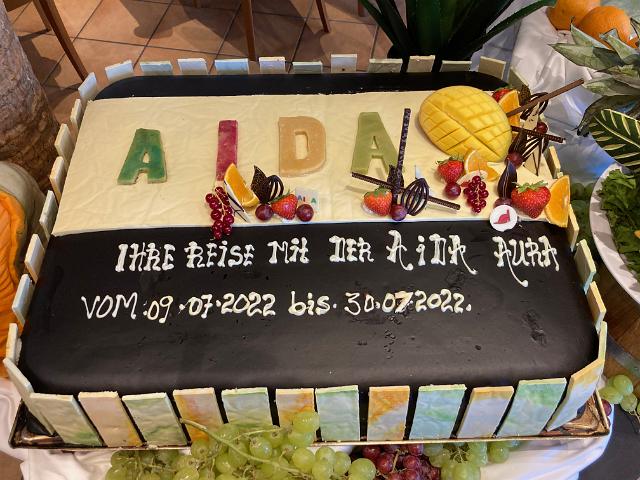 AIDA
IHRE REISE MIT DER AiDA AURA
VOM. 09. 07. 2022 bis. 30.07.2022.